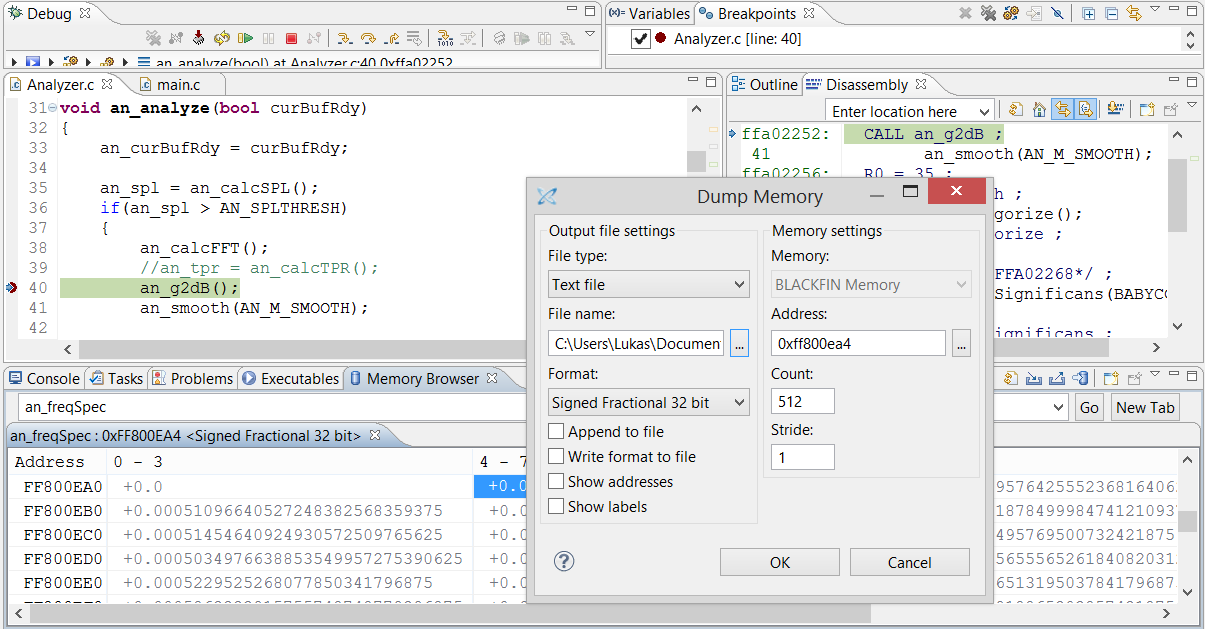 Debug
(x)= Variables
Breakpoints
Analyzer.c [line: 40]
an_analyze(bool) at Analyzer.c:40 0xffa02252
Analyzer.c
main.c
31 void an_analyze(bool curBufRdy)
32 {
33 an_curBufRdy = curBufRdy;
34
35 an_spl = an_calcSPL();
36 if(an_spl > AN_SPLTHRESH)
37 {
38 an_calcFFT();
39 //an_tpr = an_calcTPR();
40 an_g2dB();
41 an_smooth(AN_M_SMOOTH);
42
Outline
Disassembly
Enter location here
ffa02252: CALL an_g2dB ;
41 an_smooth(AN_M_SMOOTH);
ffa02256: R0 = 35 ;
h ;
gorize();
orize ;
FFA02268*/ ;
Significans(BABYCO
ignificans ;
Dump Memory
Output file settings
File type:
Text file
File name:
C:\Users\Lukas\Documen
...
Format:
Signed Fractional 32 bit
Append to file
Write format to file
Show addresses
Show labels
Memory settings
Memory:
BLACKFIN Memory
Address:
0xff800ea4
...
Count:
512
Stride:
1
OK
Cancel
Console
Tasks
Problems
Executables
Memory Browser
an_freqSpec
Go
New Tab
an_freqSpec : 0xFF800EA4 <Signed Fractional 32 bit>
Address 0 - 3 4 - 7
FF800EA0 +0.0 +0.0 957642555236816406
FF800EB0 +0.00051096640527248382568359375 +0.0 187849998474121093
FF800EC0 +0.00051454640924930572509765625 +0.0 495769500732421875
FF800ED0 +0.0005034976638853549957275390625 +0.0 565556526184082031
FF800EE0 +0.00052295252680778503417968​75 +0.0 651319503784179687